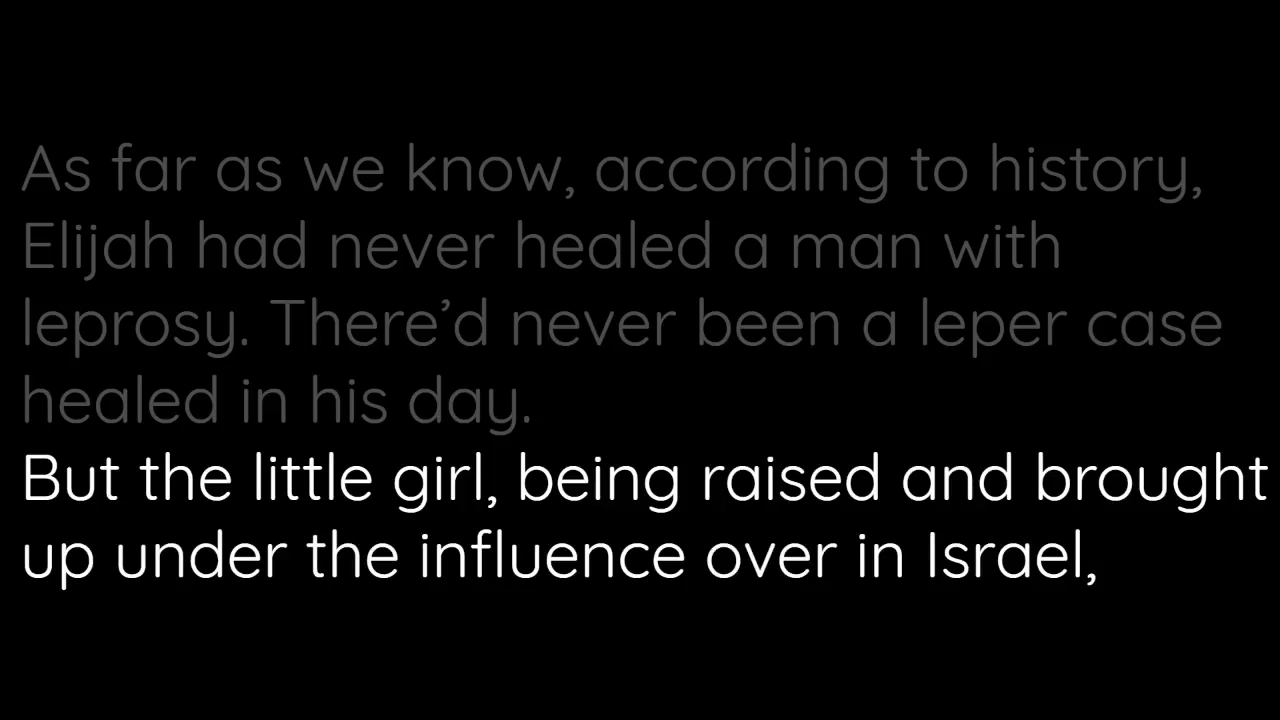 As far as we know, according to history,
Elijah had never healed a man with
leprosy. There’d never been a leper case
healed in his day.
But the little girl, being raised and brought
up under the influence over in Israel,